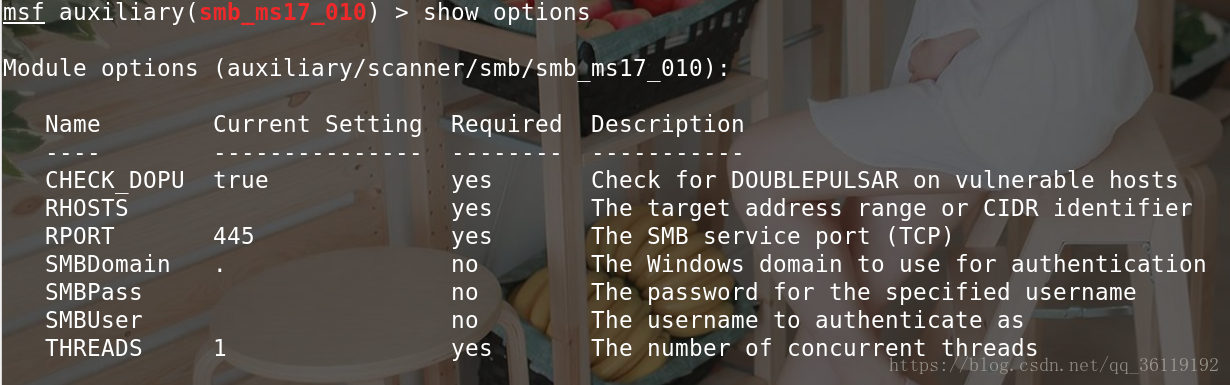 msf auxiliary(smb_ms17_010) > show options
Module options (auxiliary/scanner/smb/smb_ms17_010):
Name Current Setting Required Description
---- --------------- -------- -----------
CHECK_DOPU true yes Check for DOUBLEPULSAR on vulnerable hosts
RHOSTS yes The target address range or CIDR identifier
RPORT 445 yes The SMB service port (TCP)
SMBDomain . no The Windows domain to use for authentication
SMBPass no The password for the specified username
SMBUser no The username to authenticate as
THREADS 1 yes The number of concurrent threads
https://blog.csdn.net/qq_36119192